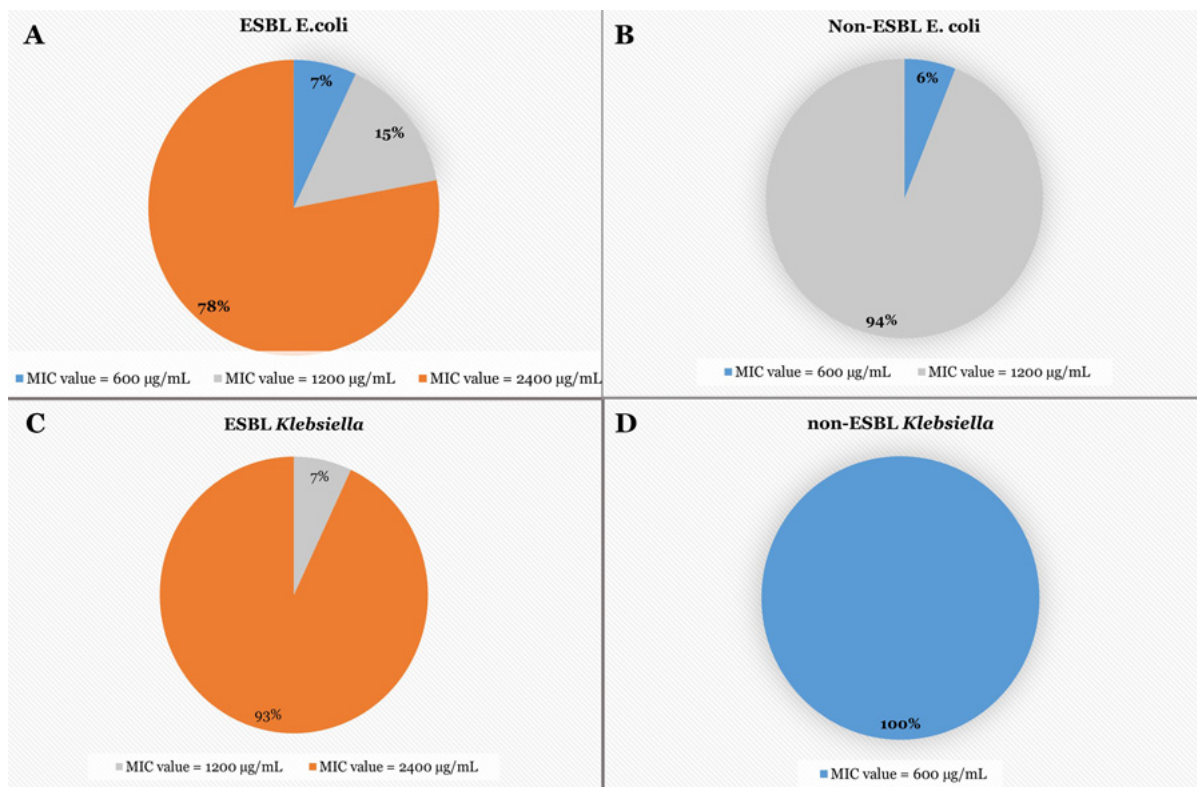 A
ESBL E.coli
7%
15%
78%
MIC value = 600 µg/mL MIC value = 1200 µg/mL MIC value = 2400 µg/mL
B
Non-ESBL E. coli
6%
94%
MIC value = 600 µg/mL MIC value = 1200 µg/mL
C
ESBL Klebsiella
7%
93%
MIC value = 1200 µg/mL MIC value = 2400 µg/mL
D
non-ESBL Klebsiella
100%
MIC value = 600 µg/mL